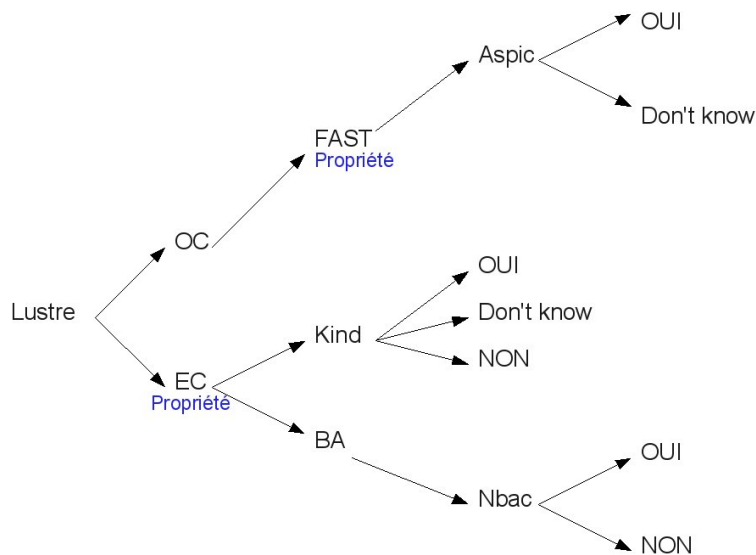 OUI
Aspic
Don't know
FAST
Propriété
OC
OUI
Lustre
Don't know
Kind
NON
EC
Propriété
BA
OUI
Nbac
NON